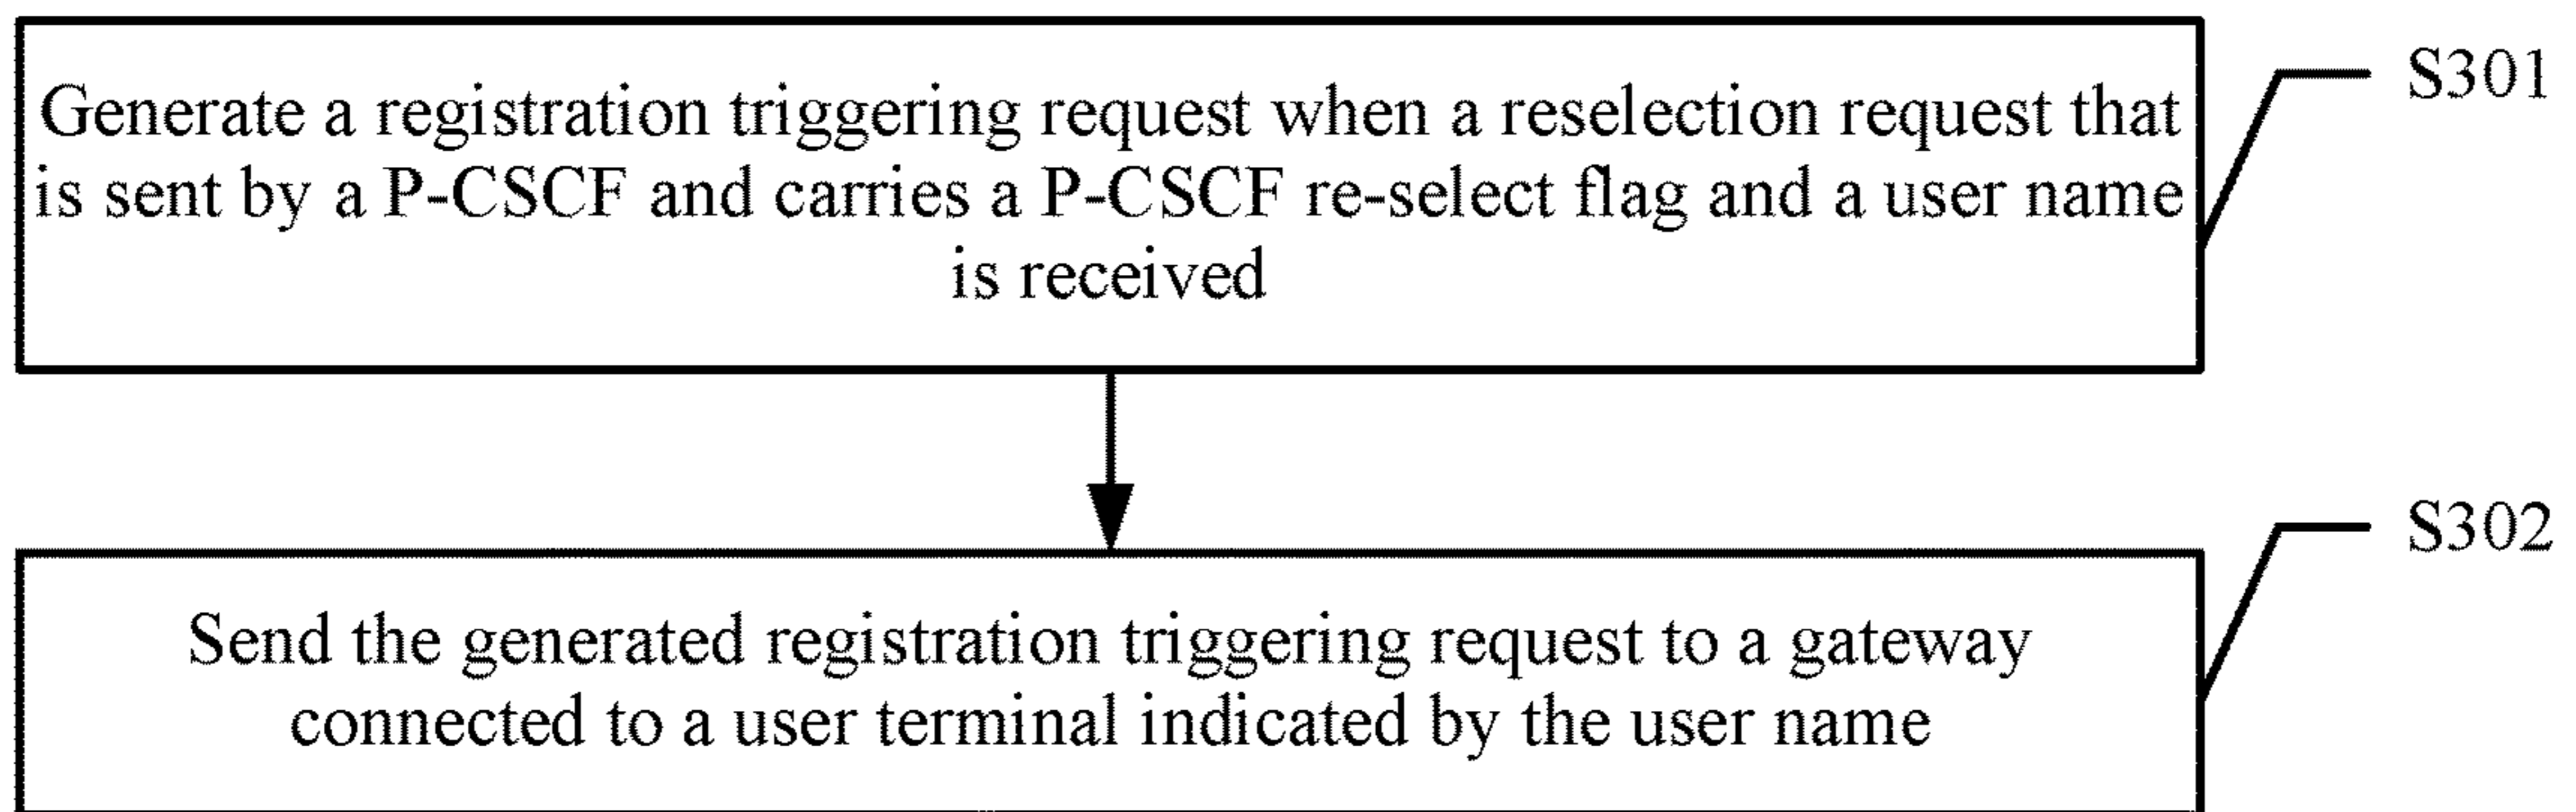 Generate a registration triggering request when a reselection request that
is sent by a P-CSCF and carries a P-CSCF re-select flag and a user name
is received
S301
Send the generated registration triggering request to a gateway
connected to a user terminal indicated by the user name
S302